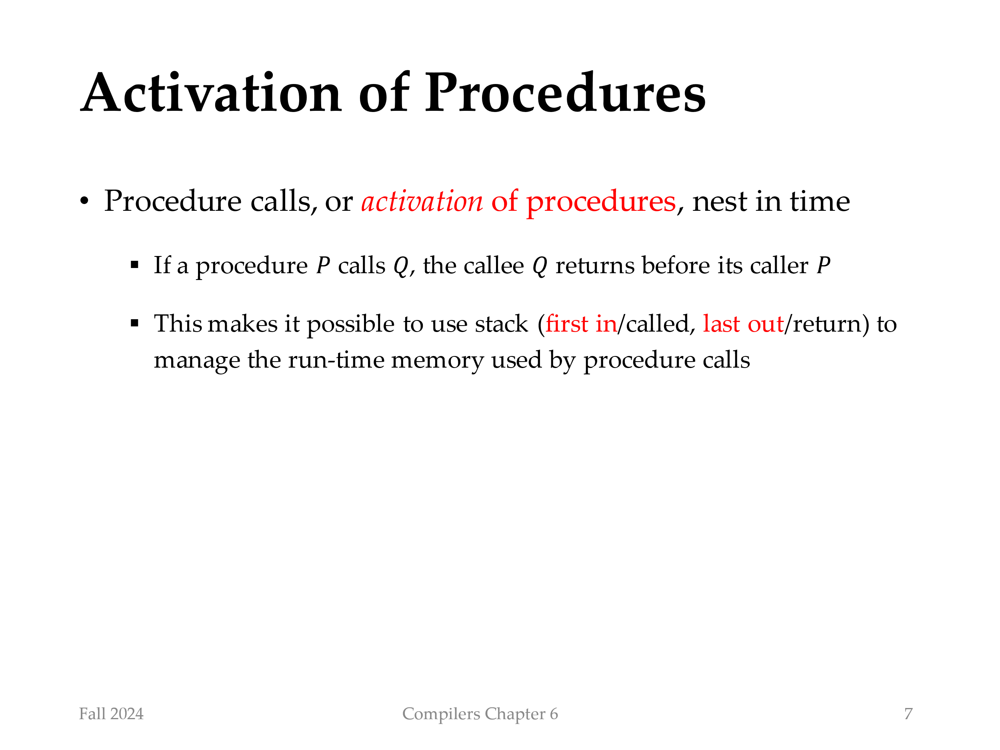 Activation of Procedures
• Procedure calls, or activation of procedures, nest in time
▪ If a procedure P calls Q, the callee Q returns before its caller P
▪ This makes it possible to use stack (first in/called, last out/return) to
manage the run-time memory used by procedure calls
Fall 2024
Compilers Chapter 6
7